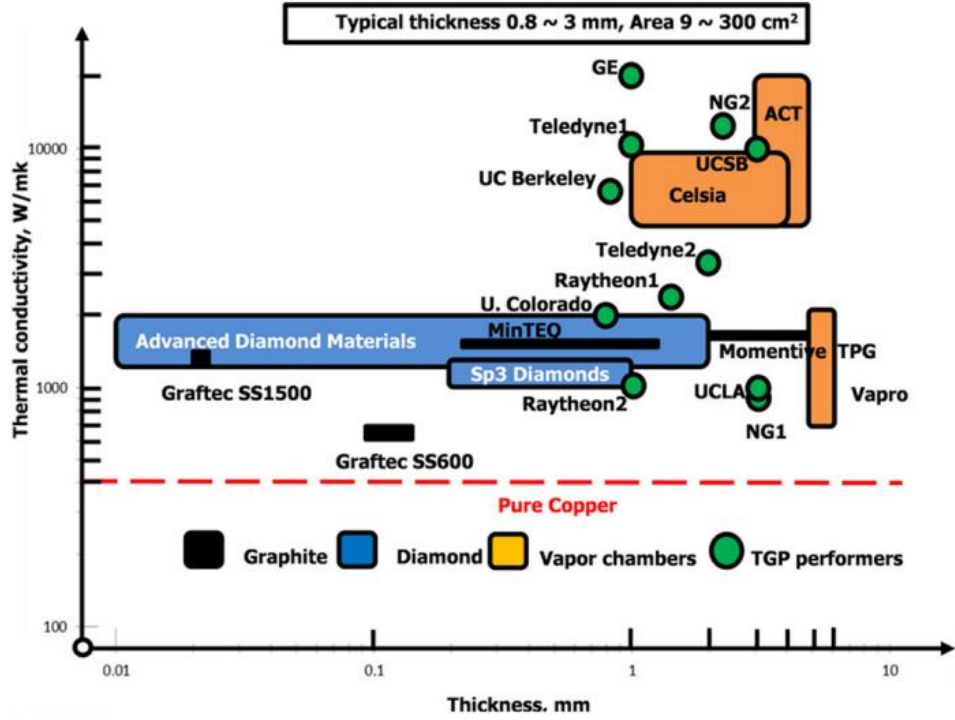 Typical thickness 0.8 ~ 3 mm, Area 9 ~ 300 cm²
GE
NG2
ACT
Teledyne1
10000
UCSB
UC Berkeley
Celsia
Thermal conductivity, W/mk
Teledyne2
Raytheon1
U. Colorado
MinTEQ
Advanced Diamond Materials
Momentive TPG
Sp3 Diamonds
1000
Graftec SS1500
UCLA
Vapro
Raytheon2
NG1
Graftec SS600
Pure Copper
Graphite
Diamond
Vapor chambers
TGP performers
100
0.01
0.1
1
10
Thickness. mm